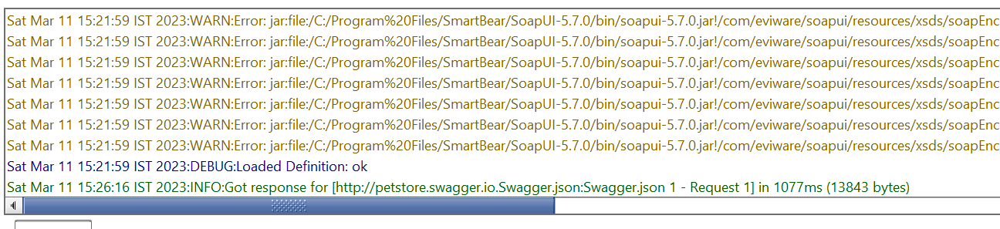 Sat Mar 11 15:21:59 IST 2023:WARN:Error: jar:file:/C:/Program%20Files/SmartBear/SoapUI-5.7.0/bin/soapui-5.7.0.jar!/com/eviware/soapui/resources/xsds/soapEnc
Sat Mar 11 15:21:59 IST 2023:WARN:Error: jar:file:/C:/Program%20Files/SmartBear/SoapUI-5.7.0/bin/soapui-5.7.0.jar!/com/eviware/soapui/resources/xsds/soapEnc
Sat Mar 11 15:21:59 IST 2023:WARN:Error: jar:file:/C:/Program%20Files/SmartBear/SoapUI-5.7.0/bin/soapui-5.7.0.jar!/com/eviware/soapui/resources/xsds/soapEnc
Sat Mar 11 15:21:59 IST 2023:WARN:Error: jar:file:/C:/Program%20Files/SmartBear/SoapUI-5.7.0/bin/soapui-5.7.0.jar!/com/eviware/soapui/resources/xsds/soapEnc
Sat Mar 11 15:21:59 IST 2023:WARN:Error: jar:file:/C:/Program%20Files/SmartBear/SoapUI-5.7.0/bin/soapui-5.7.0.jar!/com/eviware/soapui/resources/xsds/soapEnc
Sat Mar 11 15:21:59 IST 2023:WARN:Error: jar:file:/C:/Program%20Files/SmartBear/SoapUI-5.7.0/bin/soapui-5.7.0.jar!/com/eviware/soapui/resources/xsds/soapEnc
Sat Mar 11 15:21:59 IST 2023:WARN:Error: jar:file:/C:/Program%20Files/SmartBear/SoapUI-5.7.0/bin/soapui-5.7.0.jar!/com/eviware/soapui/resources/xsds/soapEnc
Sat Mar 11 15:21:59 IST 2023:DEBUG:Loaded Definition: ok
Sat Mar 11 15:26:16 IST 2023:INFO:Got response for [http://petstore.swagger.io.Swagger.json:Swagger.json 1 - Request 1] in 1077ms (13843 bytes)